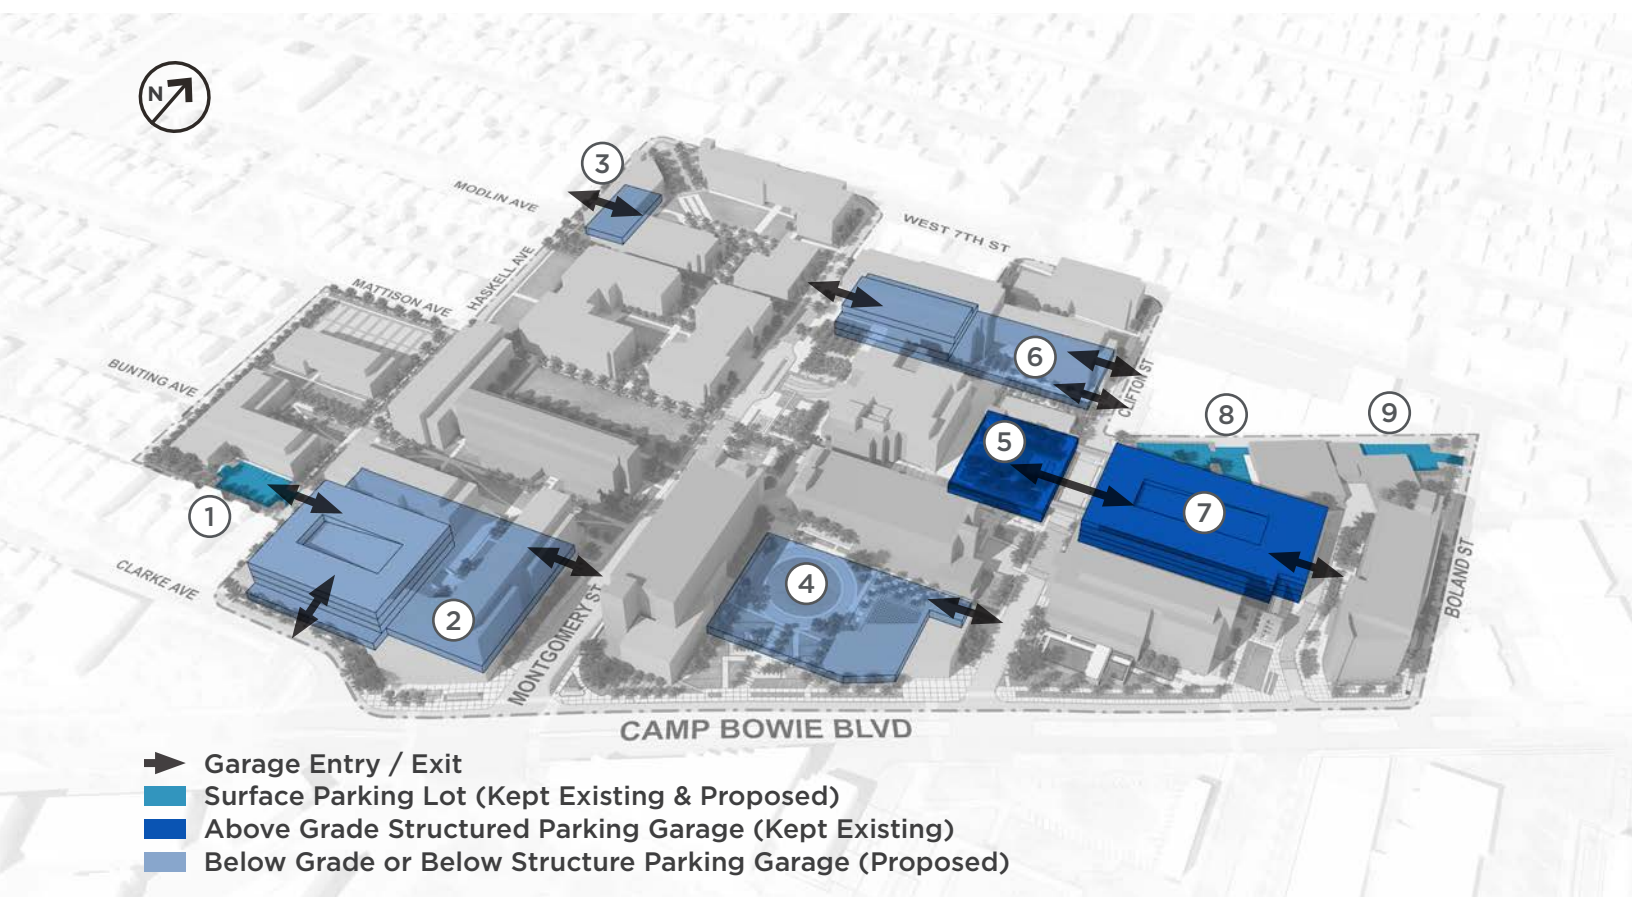 N
3
MODLIN AVE
WEST 7TH ST
HASKELL AVE
MATTISON AVE
6
CLIFTON ST
BUNTING AVE
8
9
5
1
7
CLARKE AVE
4
2
MONTGOMERY ST
BOLAND ST
CAMP BOWIE BLVD
Garage Entry / Exit
Surface Parking Lot (Kept Existing & Proposed)
Above Grade Structured Parking Garage (Kept Existing)
Below Grade or Below Structure Parking Garage (Proposed)